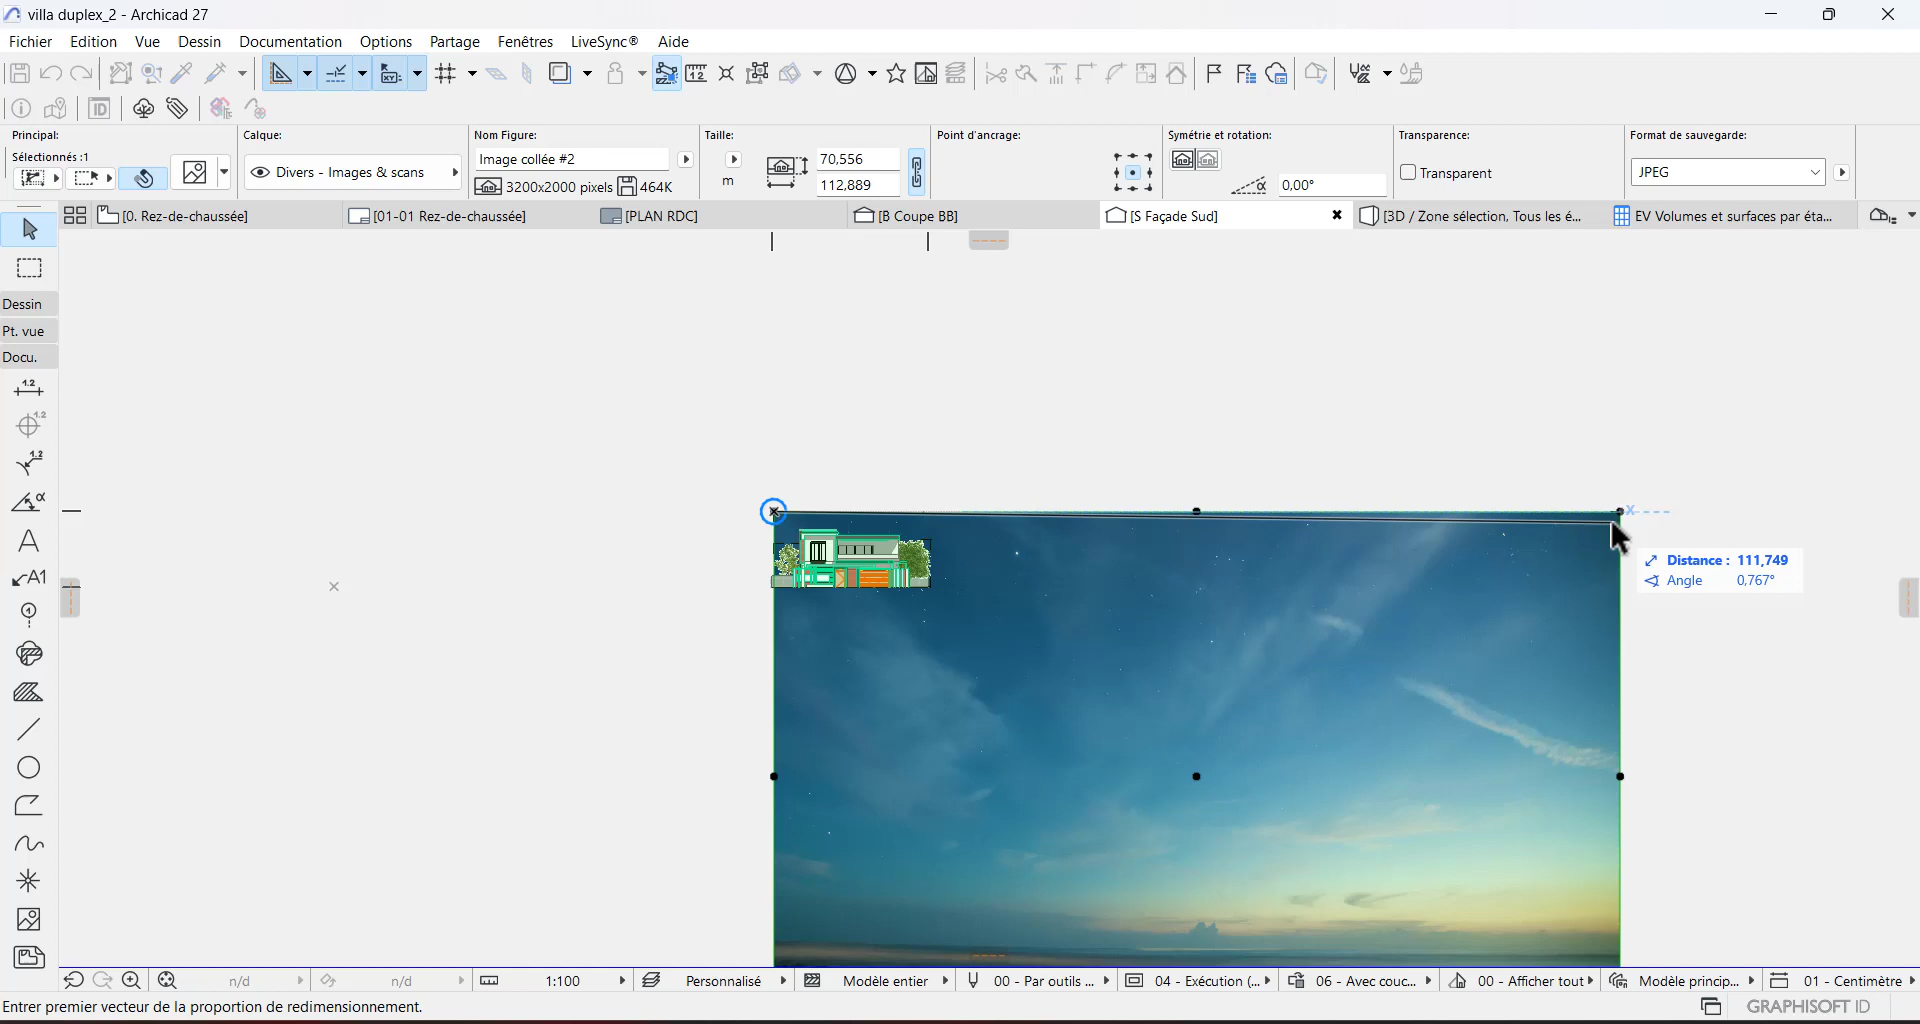 villa duplex_2 - Archicad 27
Fichier Edition Vue Dessin Documentation Options Partage Fenêtres LiveSync® Aide
Principal:
Sélectionnés :1
Calque:
Divers - Images & scans
Nom Figure:
Image collée #2
3200x2000 pixels 464K
Taille:
m
70,556
112,889
Point d'ancrage:
Symétrie et rotation:
0,00°
Transparence:
Transparent
Format de sauvegarde:
JPEG
[0. Rez-de-chaussée] [01-01 Rez-de-chaussée] [PLAN RDC] [B Coupe BB] [S Façade Sud] [3D / Zone sélection, Tous les é... EV Volumes et surfaces par éta...
Dessin
Pt. vue
Docu.
Distance : 111,749
Angle 0,767°
n/d n/d 1:100 Personnalisé Modèle entier 00 - Par outils ... 04 - Exécution (... 06 - Avec couc... 00 - Afficher tout Modèle princip... 01 - Centimètre
Entrer premier vecteur de la proportion de redimensionnement.
GRAPHISOFT ID